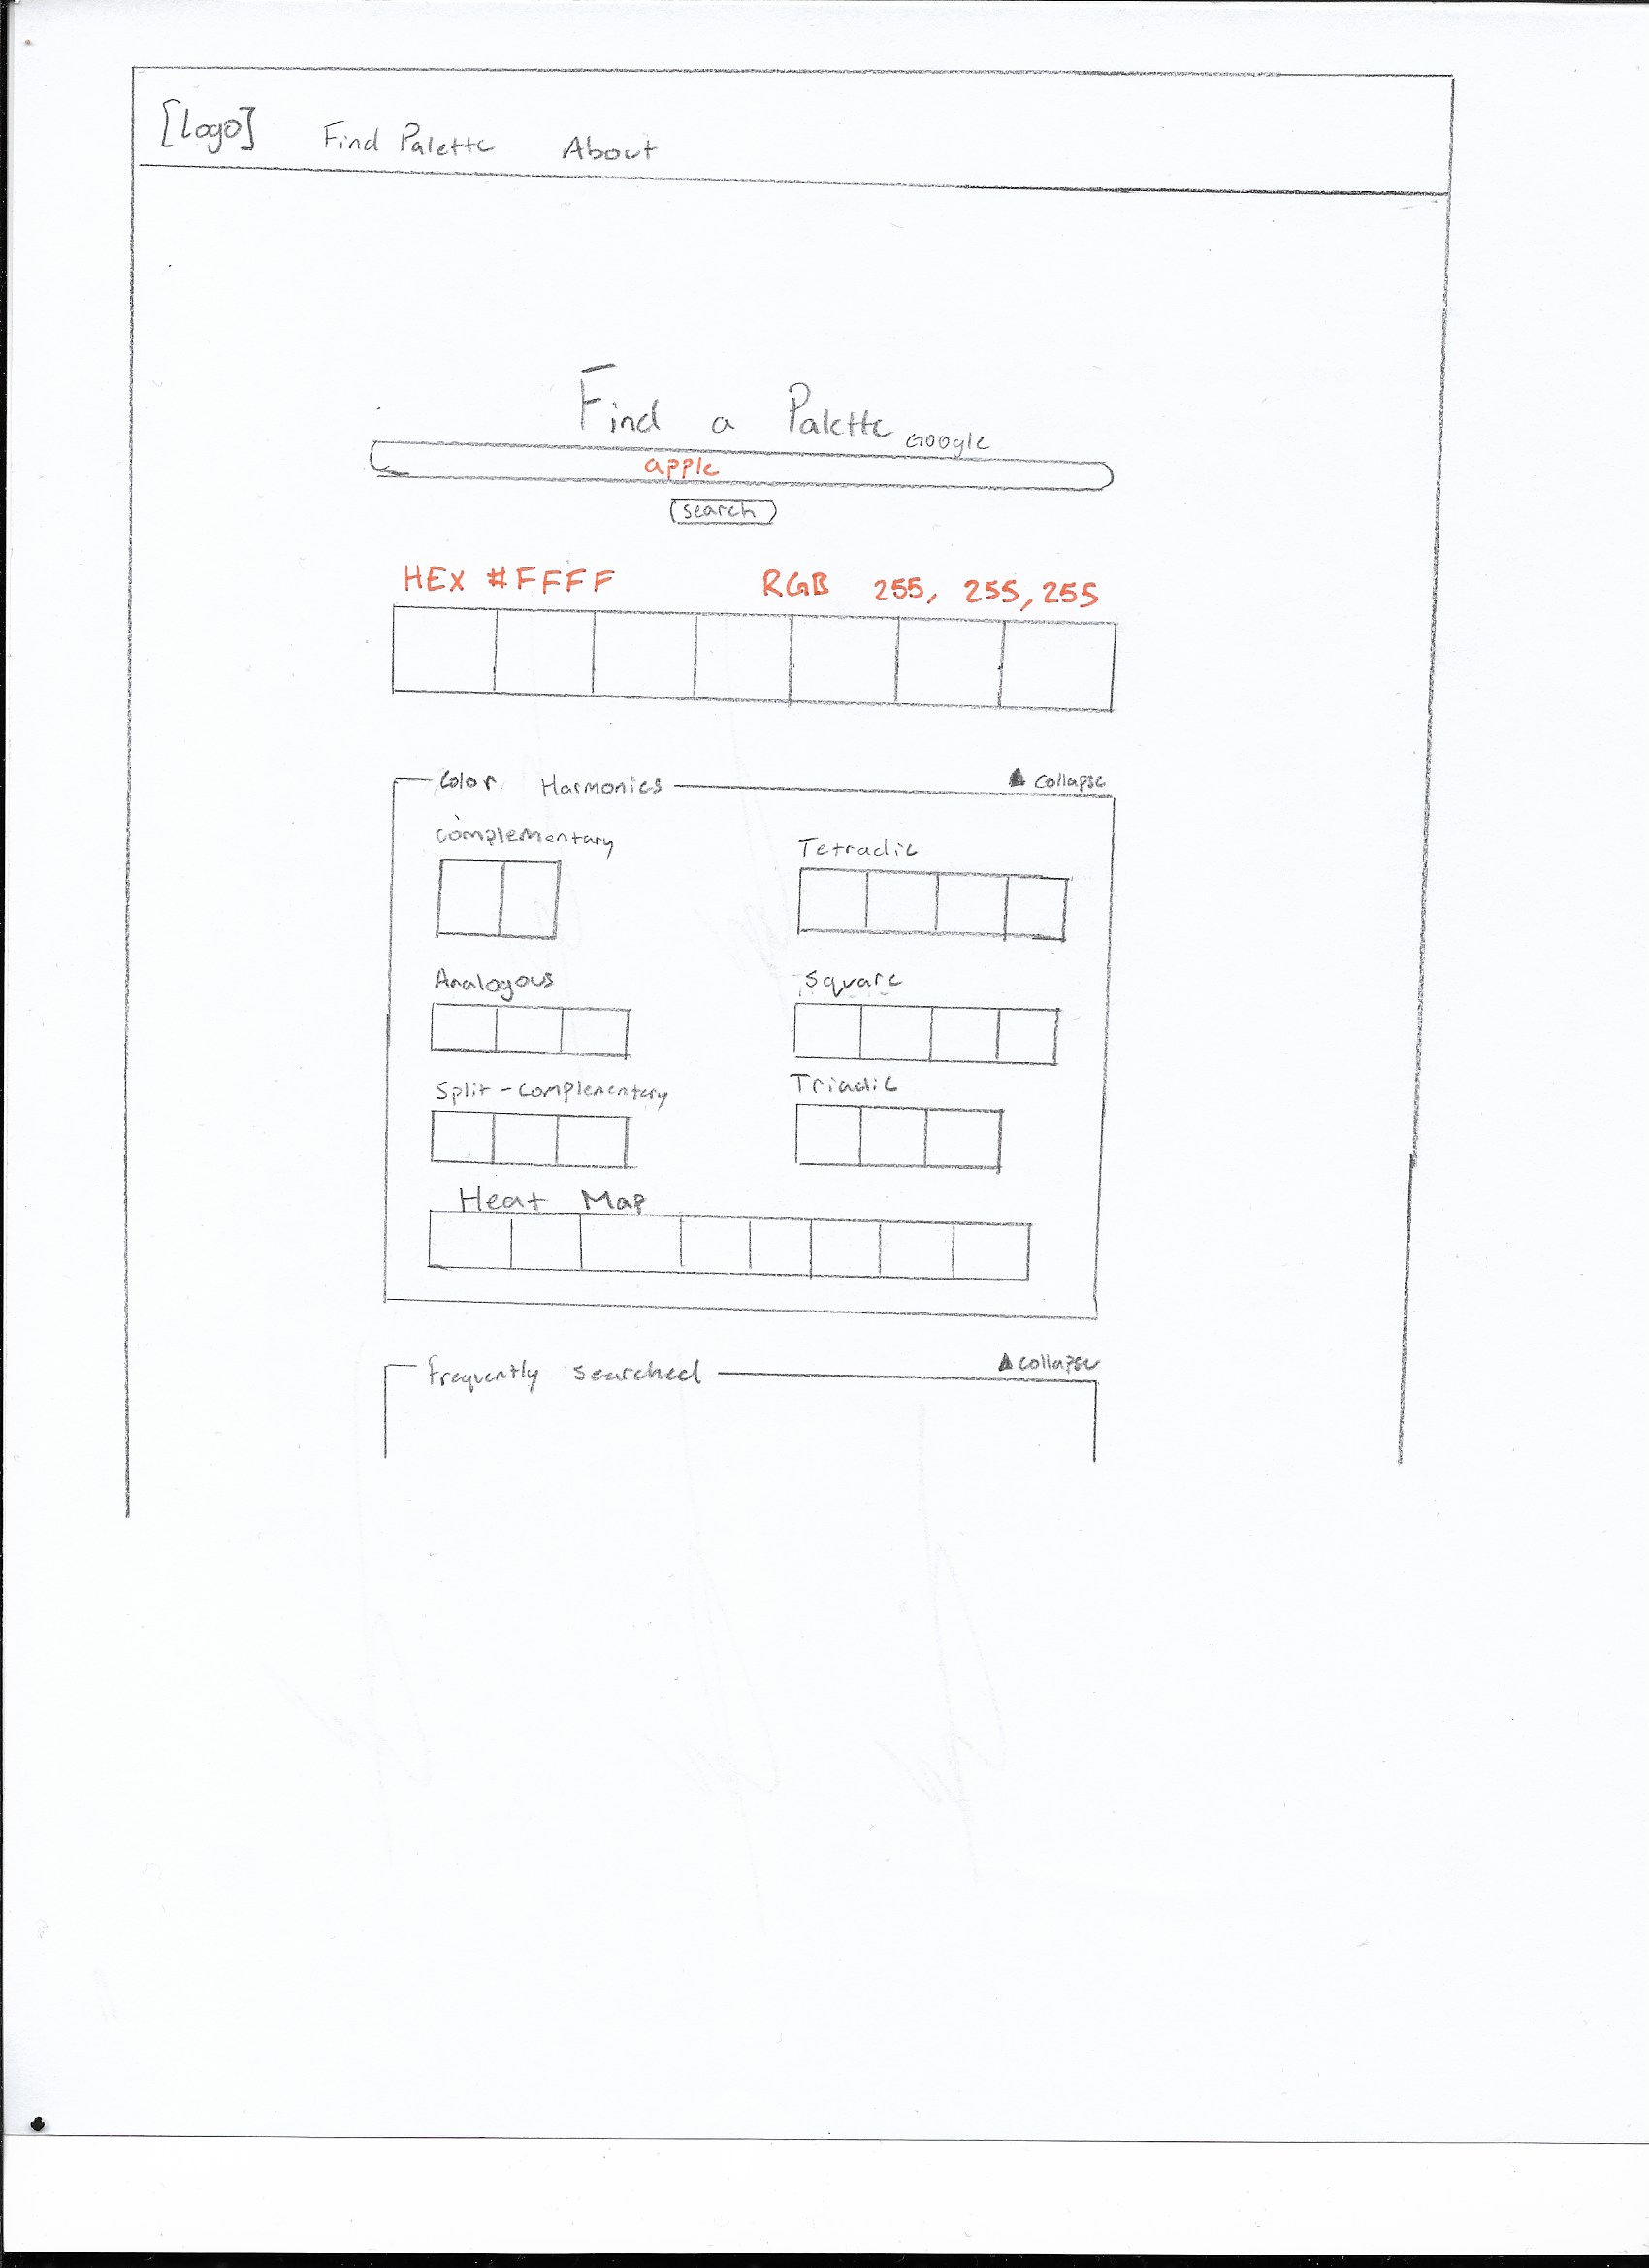 [logo] Find Palette About
Find a Palette Google
apple
search
HEX #FFFF RGB 255, 255, 255
Color Harmonics ▲ collapse
complementary Tetradic
Analogous Square
Split-complementary Triadic
Heat Map
frequently searched ▲ collapse